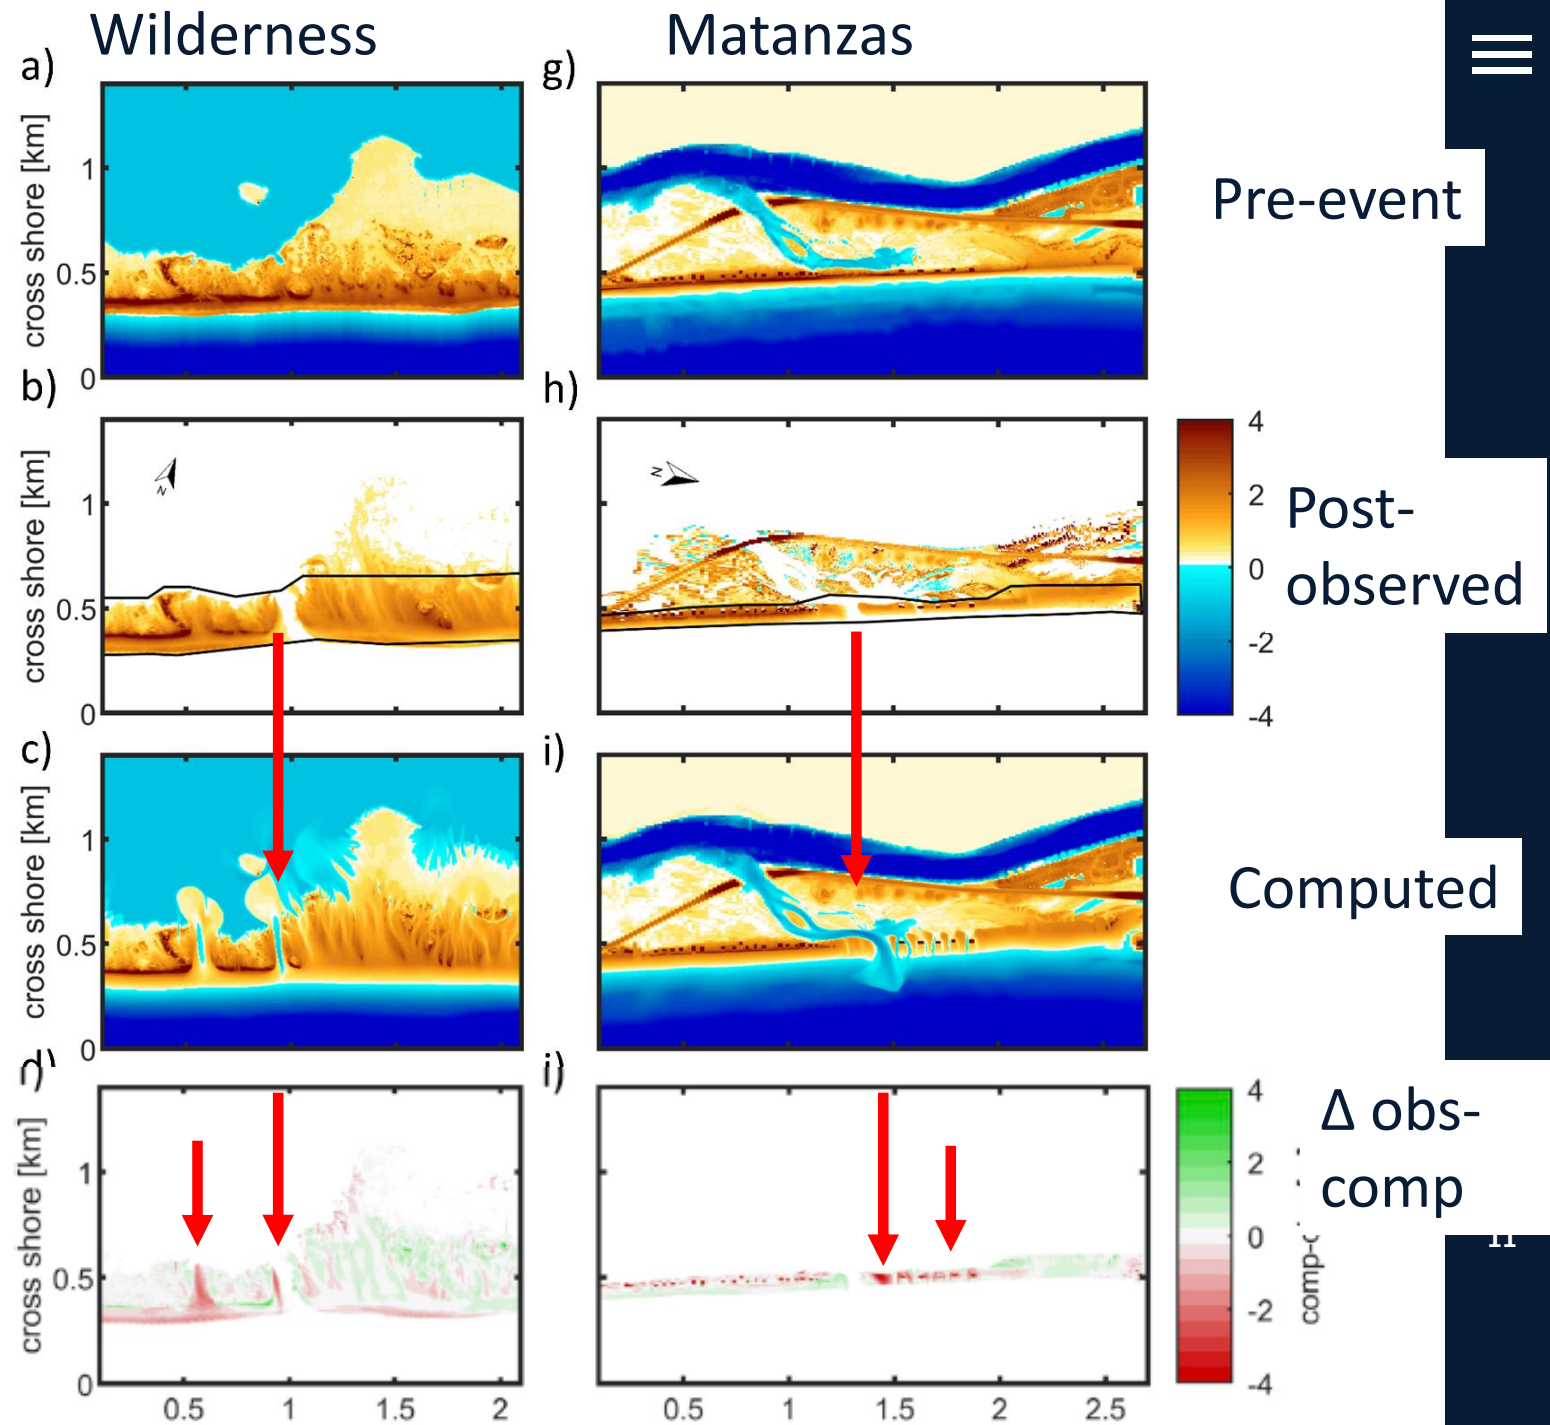 Wilderness
Matanzas
a)
g)
cross shore [km]
1
0.5
0
Pre-event
b)
h)
cross shore [km]
1
0.5
0
N
N
4
2
0
-2
-4
Post-
observed
c)
i)
cross shore [km]
1
0.5
0
Computed
cross shore [km]
1
0.5
0
0.5
1
1.5
2
0.5
1
1.5
2
2.5
4
2
0
-2
-4
Δ obs-
comp